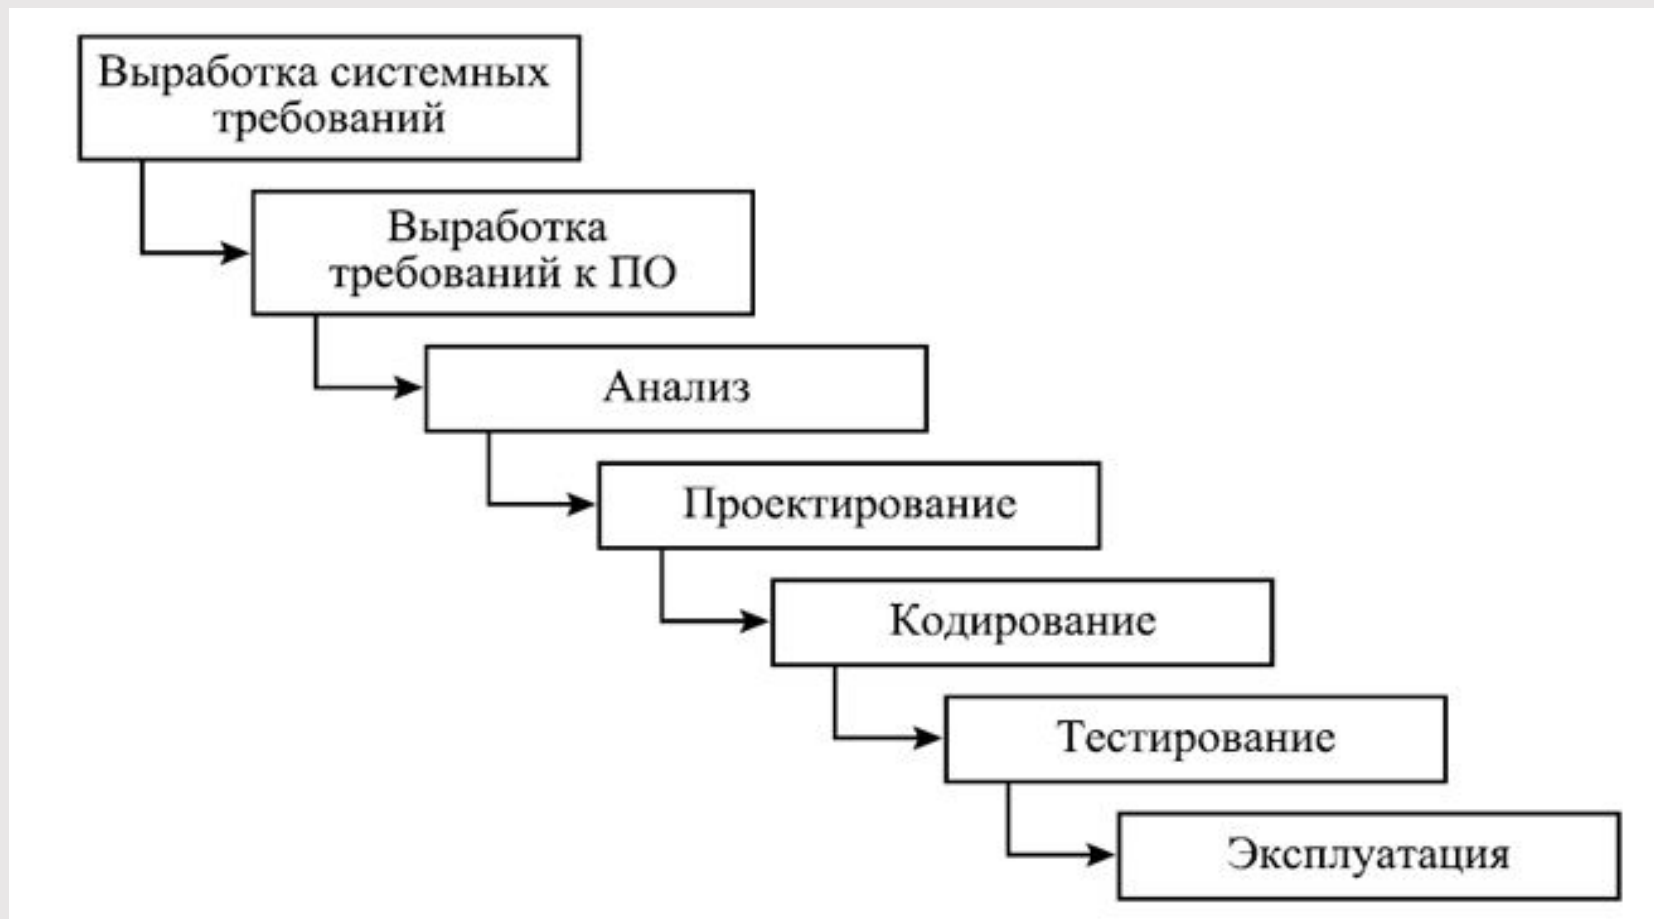 Выработка системных
требований
Выработка
требований к ПО
Анализ
Проектирование
Кодирование
Тестирование
Эксплуатация